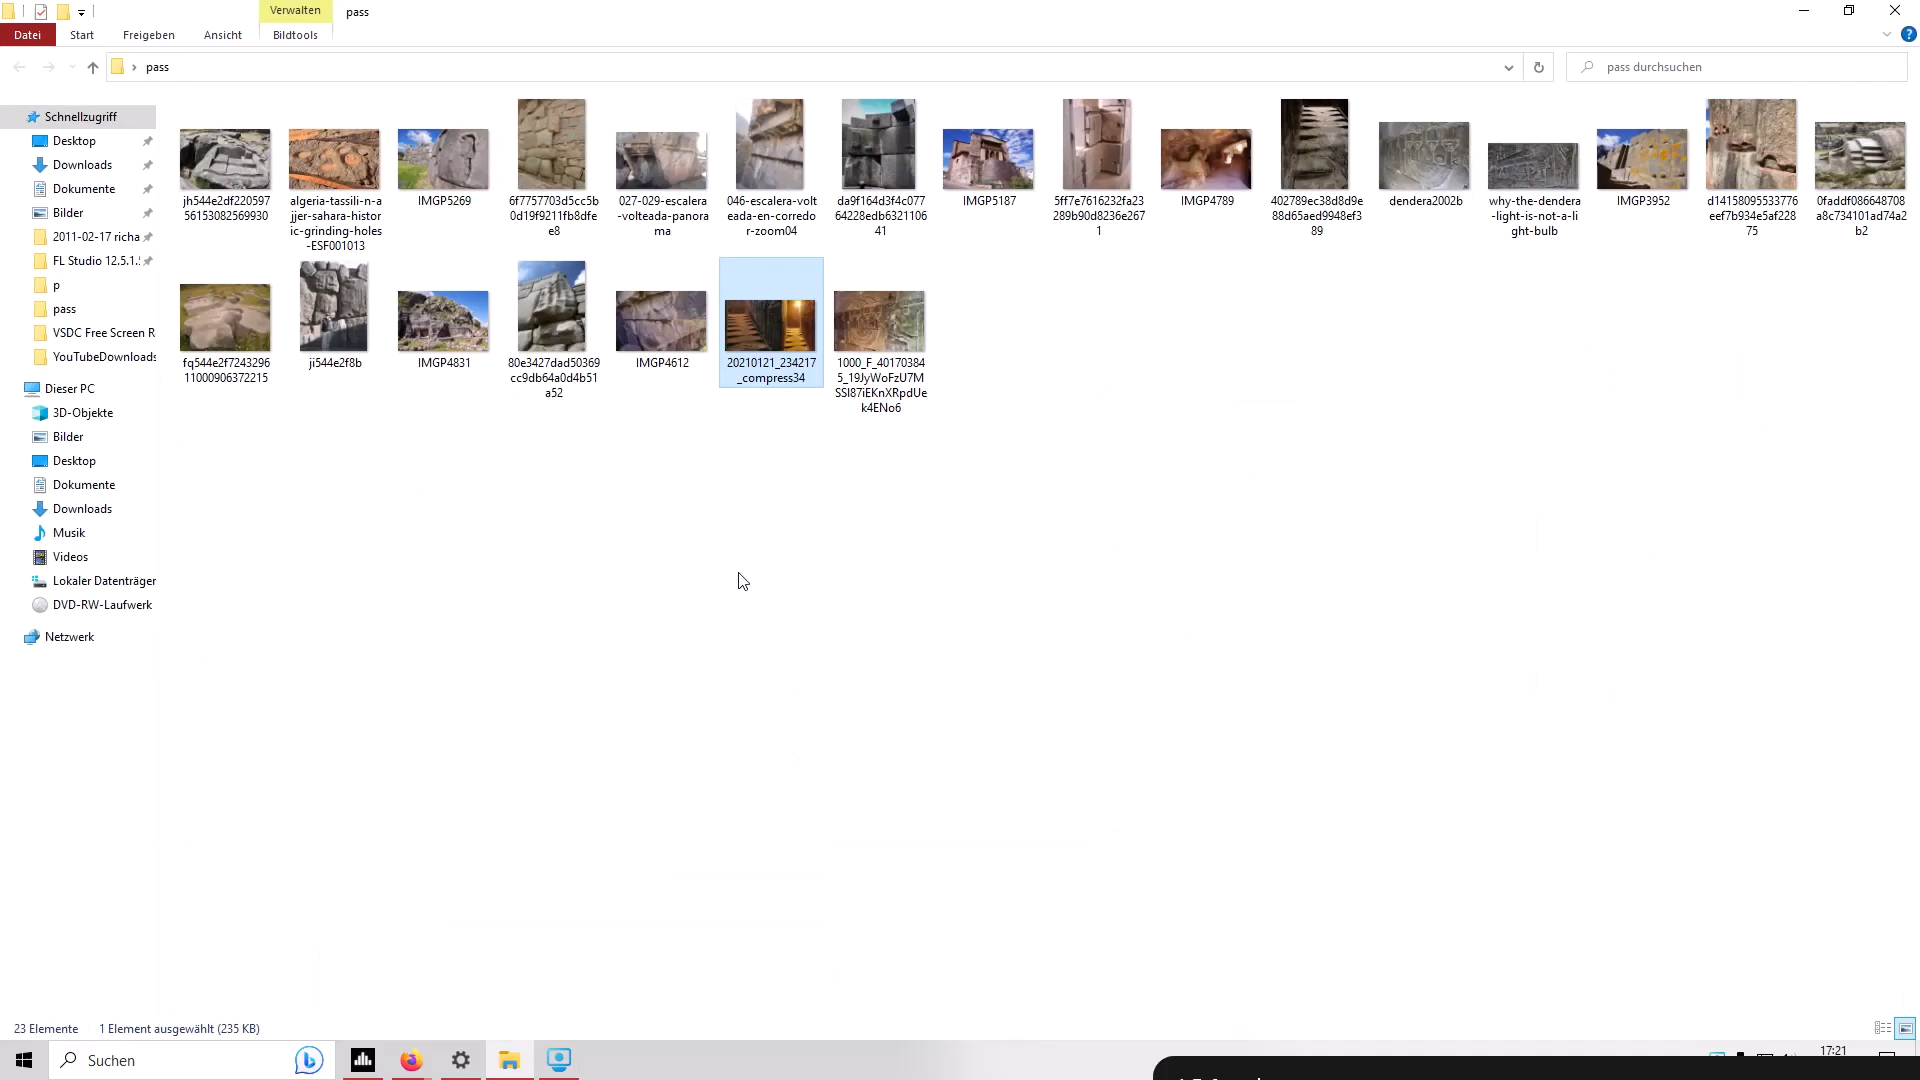 Verwalten
pass
Datei
Start
Freigeben
Ansicht
Bildtools
pass
pass durchsuchen
Schnellzugriff
Desktop
Downloads
Dokumente
Bilder
2011-02-17 richa
FL Studio 12.5.1.
p
pass
VSDC Free Screen R
YouTubeDownloads
Dieser PC
3D-Objekte
Bilder
Desktop
Dokumente
Downloads
Musik
Videos
Lokaler Datenträger
DVD-RW-Laufwerk
Netzwerk
jh544e2df220597
56153082569930
algeria-tassili-n-a
jjer-sahara-histor
ic-grinding-holes
-ESF001013
IMGP5269
6f7757703d5cc5b
0d19f9211fb8dfe
e8
027-029-escalera
-volteada-panora
ma
046-escalera-volt
eada-en-corredo
r-zoom04
da9f164d3f4c077
64228edb6321106
41
IMGP5187
5ff7e7616232fa23
289b90d8236e267
1
IMGP4789
402789ec38d8d9e
88d65aed9948ef3
89
dendera2002b
why-the-dendera
-light-is-not-a-li
ght-bulb
IMGP3952
d14158095533776
eef7b934e5af228
75
0faddf086648708
a8c734101ad74a2
b2
fq544e2f7243296
11000906372215
ji544e2f8b
IMGP4831
80e3427dad50369
cc9db64a0d4b51
a52
IMGP4612
20210121_234217
_compress34
1000_F_40170384
5_19JyWoFzU7M
SSI87iEKnXRpdUe
k4ENo6
23 Elemente
1 Element ausgewählt (235 KB)
Suchen
17:21